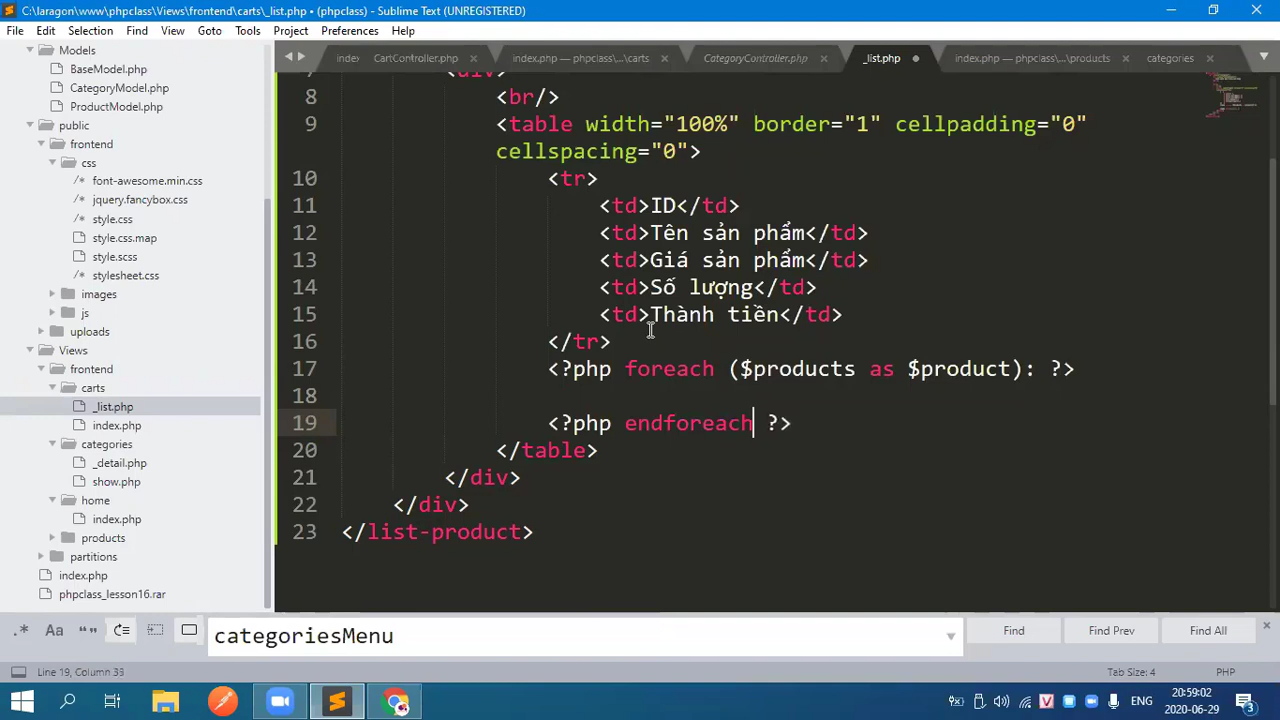 C:\laragon\www\phpclass\Views\frontend\carts\_list.php • (phpclass) - Sublime Text (UNREGISTERED)
File Edit Selection Find View Goto Tools Project Preferences Help
index CartController.php index.php — phpclass\...\carts CategoryController.php _list.php index.php — phpclass\...\products categories
Models
BaseModel.php
CategoryModel.php
ProductModel.php
public
frontend
css
font-awesome.min.css
jquery.fancybox.css
style.css
style.css.map
style.scss
stylesheet.css
images
js
uploads
Views
frontend
carts
_list.php
index.php
categories
_detail.php
show.php
home
index.php
products
partitions
index.php
phpclass_lesson16.rar
7 <div>
8 <br/>
9 <table width="100%" border="1" cellpadding="0"
cellspacing="0">
10 <tr>
11 <td>ID</td>
12 <td>Tên sản phẩm</td>
13 <td>Giá sản phẩm</td>
14 <td>Số lượng</td>
15 <td>Thành tiền</td>
16 </tr>
17 <?php foreach ($products as $product): ?>
18
19 <?php endforeach ?>
20 </table>
21 </div>
22 </div>
23 </list-product>
.* Aa “” categoriesMenu Find Find Prev Find All
Line 19, Column 33 Tab Size: 4 PHP
ENG 20:59:02
2020-06-29 3